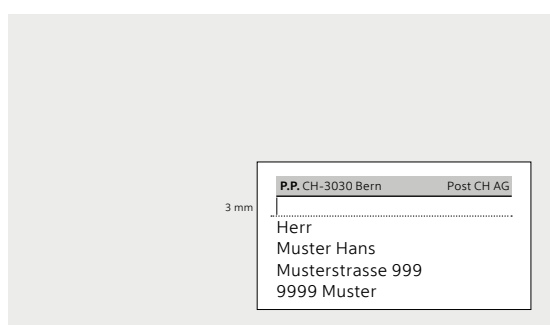 P.P. CH-3030 Bern Post CH AG
3 mm
Herr
Muster Hans
Musterstrasse 999
9999 Muster